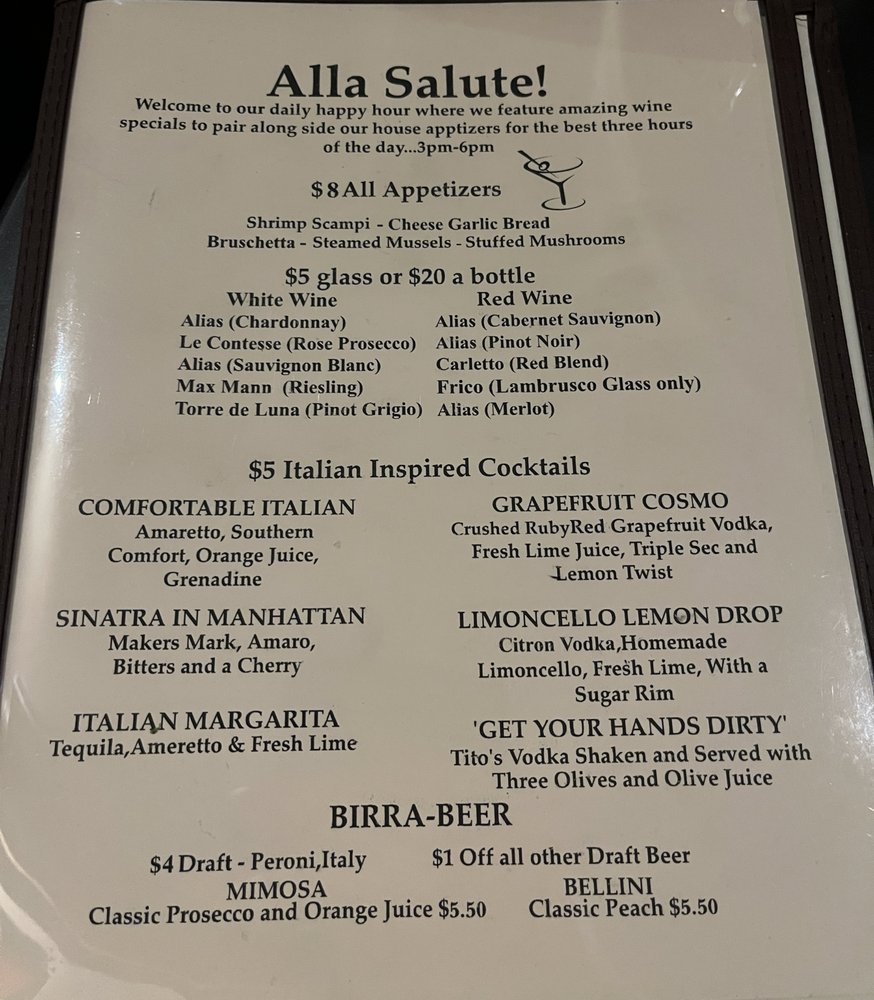 Alla Salute!
Welcome to our daily happy hour where we feature amazing wine
specials to pair along side our house apptizers for the best three hours
of the day...3pm-6pm
$8 All Appetizers
Shrimp Scampi - Cheese Garlic Bread
Bruschetta - Steamed Mussels - Stuffed Mushrooms
$5 glass or $20 a bottle
White Wine
Alias (Chardonnay)
Le Contesse (Rose Prosecco)
Alias (Sauvignon Blanc)
Max Mann (Riesling)
Torre de Luna (Pinot Grigio)
Red Wine
Alias (Cabernet Sauvignon)
Alias (Pinot Noir)
Carletto (Red Blend)
Frico (Lambrusco Glass only)
Alias (Merlot)
$5 Italian Inspired Cocktails
COMFORTABLE ITALIAN
Amaretto, Southern
Comfort, Orange Juice,
Grenadine
SINATRA IN MANHATTAN
Makers Mark, Amaro,
Bitters and a Cherry
ITALIAN MARGARITA
Tequila,Ameretto & Fresh Lime
GRAPEFRUIT COSMO
Crushed RubyRed Grapefruit Vodka,
Fresh Lime Juice, Triple Sec and
Lemon Twist
LIMONCELLO LEMON DROP
Citron Vodka,Homemade
Limoncello, Fresh Lime, With a
Sugar Rim
'GET YOUR HANDS DIRTY'
Tito's Vodka Shaken and Served with
Three Olives and Olive Juice
BIRRA-BEER
$4 Draft - Peroni,Italy
$1 Off all other Draft Beer
MIMOSA
Classic Prosecco and Orange Juice $5.50
BELLINI
Classic Peach $5.50